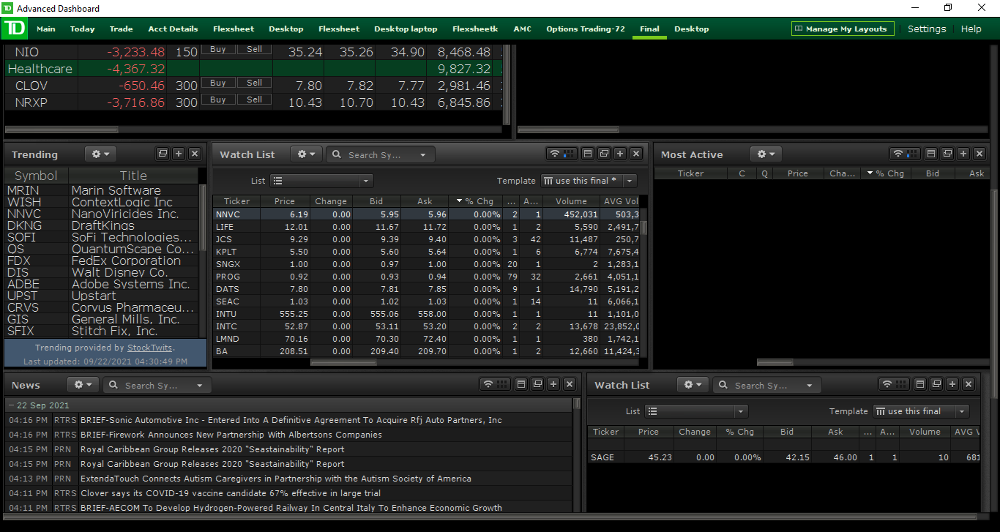 TD Advanced Dashboard
TD Main Today Trade Acct Details Flexsheet Desktop Flexsheet Desktop laptop Flexsheetk AMC Options Trading-72 Final Desktop Manage My Layouts Settings Help
NIO -3,233.48 150 Buy Sell 35.24 35.26 34.90 8,468.48
Healthcare -4,367.32 9,827.32
CLOV -650.46 300 Buy Sell 7.80 7.82 7.77 2,981.46
NRXP -3,716.86 300 Buy Sell 10.43 10.70 10.43 6,845.86
Trending
Symbol Title
MRIN Marin Software
WISH ContextLogic Inc
NNVC NanoViricides Inc.
DKNG DraftKings
SOFI SoFi Technologies...
QS QuantumScape Co...
FDX FedEx Corporation
DIS Walt Disney Co.
ADBE Adobe Systems Inc.
UPST Upstart
CRVS Corvus Pharmaceu...
GIS General Mills, Inc.
SFIX Stitch Fix, Inc.
Trending provided by StockTwits.
Last updated: 09/22/2021 04:30:49 PM
Watch List Search Sy...
List Template use this final *
Ticker Price Change Bid Ask % Chg ... A... Volume AVG Vol
NNVC 6.19 0.00 5.95 5.96 0.00% 2 1 452,031 503,3
LIFE 12.01 0.00 11.67 11.72 0.00% 1 2 5,590 2,491,7
JCS 9.29 0.00 9.39 9.40 0.00% 3 42 11,487 250,7
KPLT 5.50 0.00 5.60 5.64 0.00% 1 6 6,774 7,675,4
SNGX 1.00 0.00 0.97 1.00 0.00% 20 1 2 1,283,1
PROG 0.92 0.00 0.93 0.94 0.00% 79 32 2,661 4,051,1
DATS 7.80 0.00 7.81 7.85 0.00% 9 1 14,790 5,191,2
SEAC 1.03 0.00 1.02 1.03 0.00% 1 14 11 6,066,1
INTU 555.25 0.00 555.06 558.00 0.00% 1 1 11 1,101,0
INTC 52.87 0.00 53.11 53.20 0.00% 2 2 13,678 23,852,0
LMND 70.16 0.00 70.30 72.40 0.00% 1 1 380 1,742,1
BA 208.51 0.00 209.40 209.70 0.00% 1 2 12,660 11,424,3
Most Active
Ticker C Q Price Cha... % Chg Bid Ask
News Search Sy...
− 22 Sep 2021
04:16 PM RTRS BRIEF-Sonic Automotive Inc - Entered Into A Definitive Agreement To Acquire Rfj Auto Partners, Inc
04:16 PM RTRS BRIEF-Firework Announces New Partnership With Albertsons Companies
04:15 PM PRN Royal Caribbean Group Releases 2020 "Seastainability" Report
04:15 PM PRN Royal Caribbean Group Releases 2020 "Seastainability" Report
04:13 PM PRN ExtendaTouch Connects Autism Caregivers in Partnership with the Autism Society of America
04:11 PM RTRS Clover says its COVID-19 vaccine candidate 67% effective in large trial
04:11 PM RTRS BRIEF-AECOM To Develop Hydrogen-Powered Railway In Central Italy To Enhance Economic Growth
Watch List Search Sy...
List Template use this final
Ticker Price Change % Chg Bid Ask ... A... Volume AVG V
SAGE 45.23 0.00 0.00% 42.15 46.00 1 1 10 681